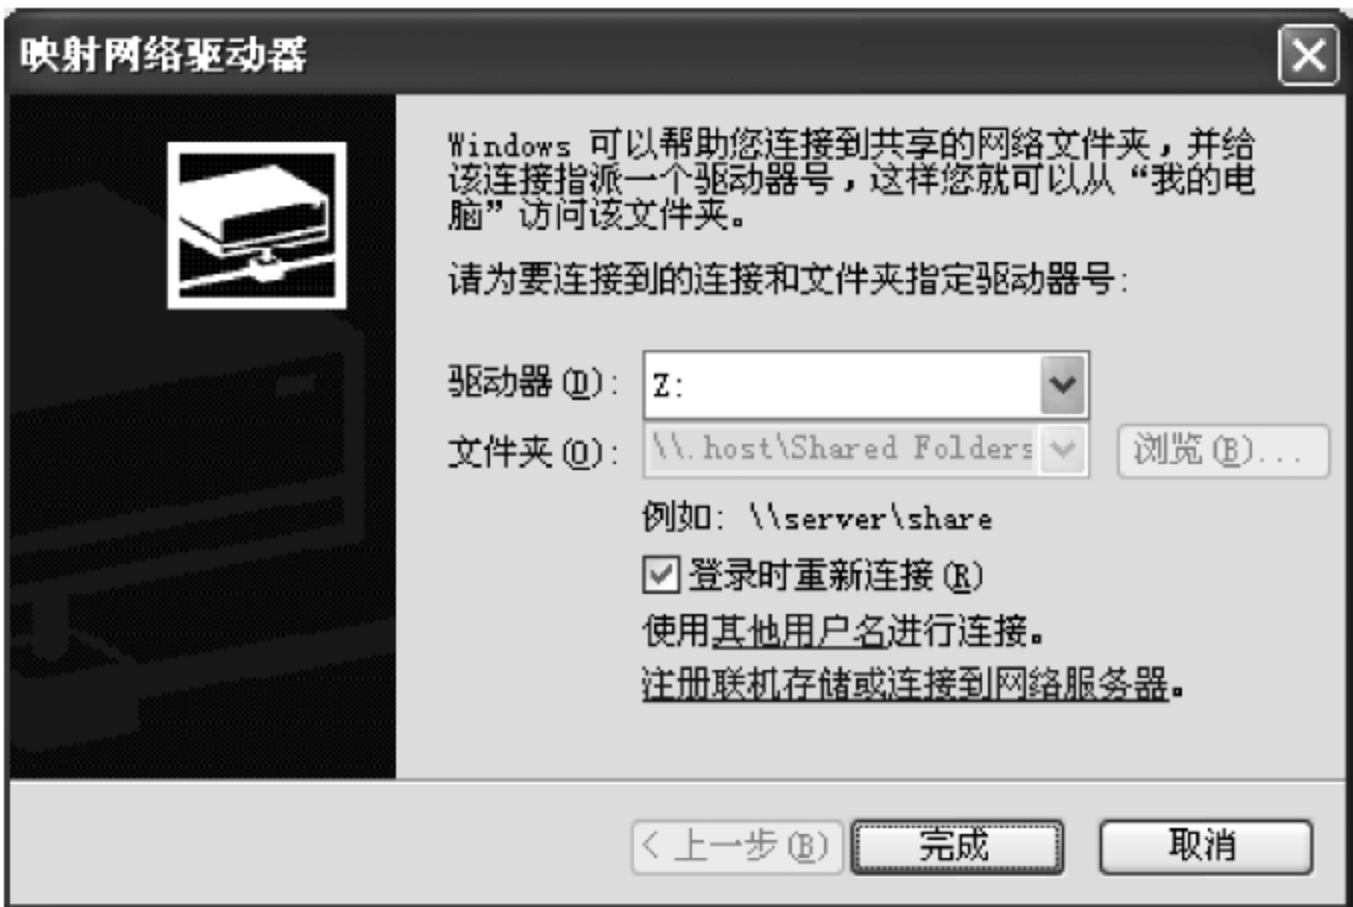 映射网络驱动器
Windows 可以帮助您连接到共享的网络文件夹，并给
该连接指派一个驱动器号，这样您就可以从“我的电
脑”访问该文件夹。
请为要连接到的连接和文件夹指定驱动器号：
驱动器(D)： Z:
文件夹(O)： \\.host\Shared Folders 浏览(B)...
例如： \\server\share
登录时重新连接(R)
使用其他用户名进行连接。
注册联机存储或连接到网络服务器。
< 上一步(B) 完成 取消